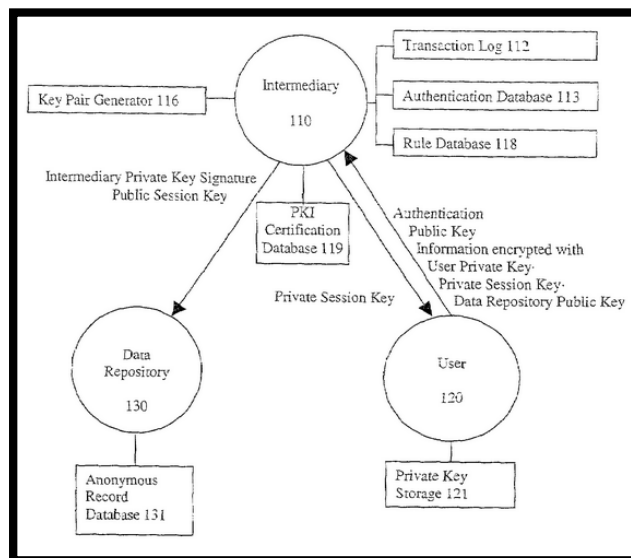 Transaction Log 112
Intermediary
Key Pair Generator 116
Authentication Database 113
110
Rule Database 118
Intermediary Private Key Signature
Public Session Key
PKI
Certification
Database 119
Authentication
Public Key
Information encrypted with
User Private Key·
Private Session Key·
Data Repository Public Key
Private Session Key
Data
Repository
130
User
120
Anonymous
Record
Database 131
Private Key
Storage 121